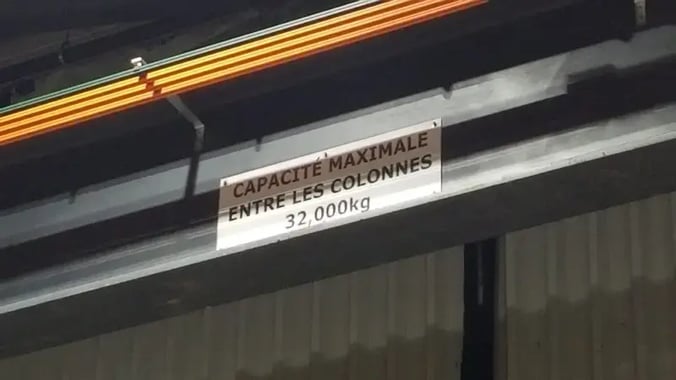 CAPACITÉ MAXIMALE
ENTRE LES COLONNES
32,000kg